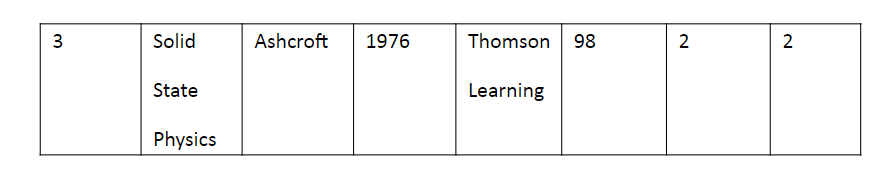 3 Solid Ashcroft 1976 Thomson 98 2 2
State Learning
Physics